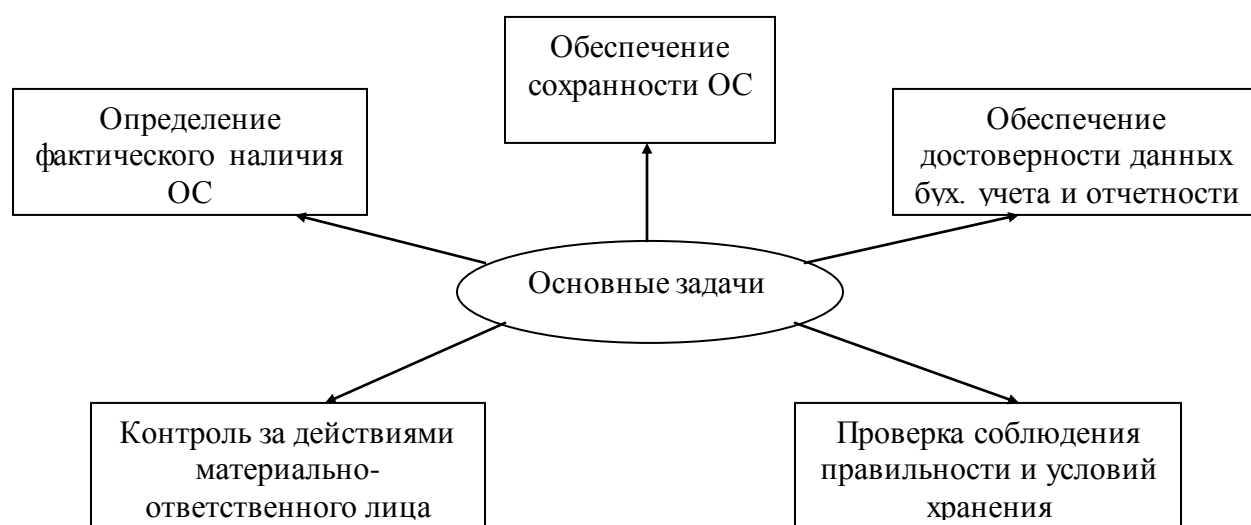 Обеспечение
сохранности ОС
Определение
фактического наличия
ОС
Обеспечение
достоверности данных
бух. учета и отчетности
Основные задачи
Контроль за действиями
материально-
ответственного лица
Проверка соблюдения
правильности и условий
хранения